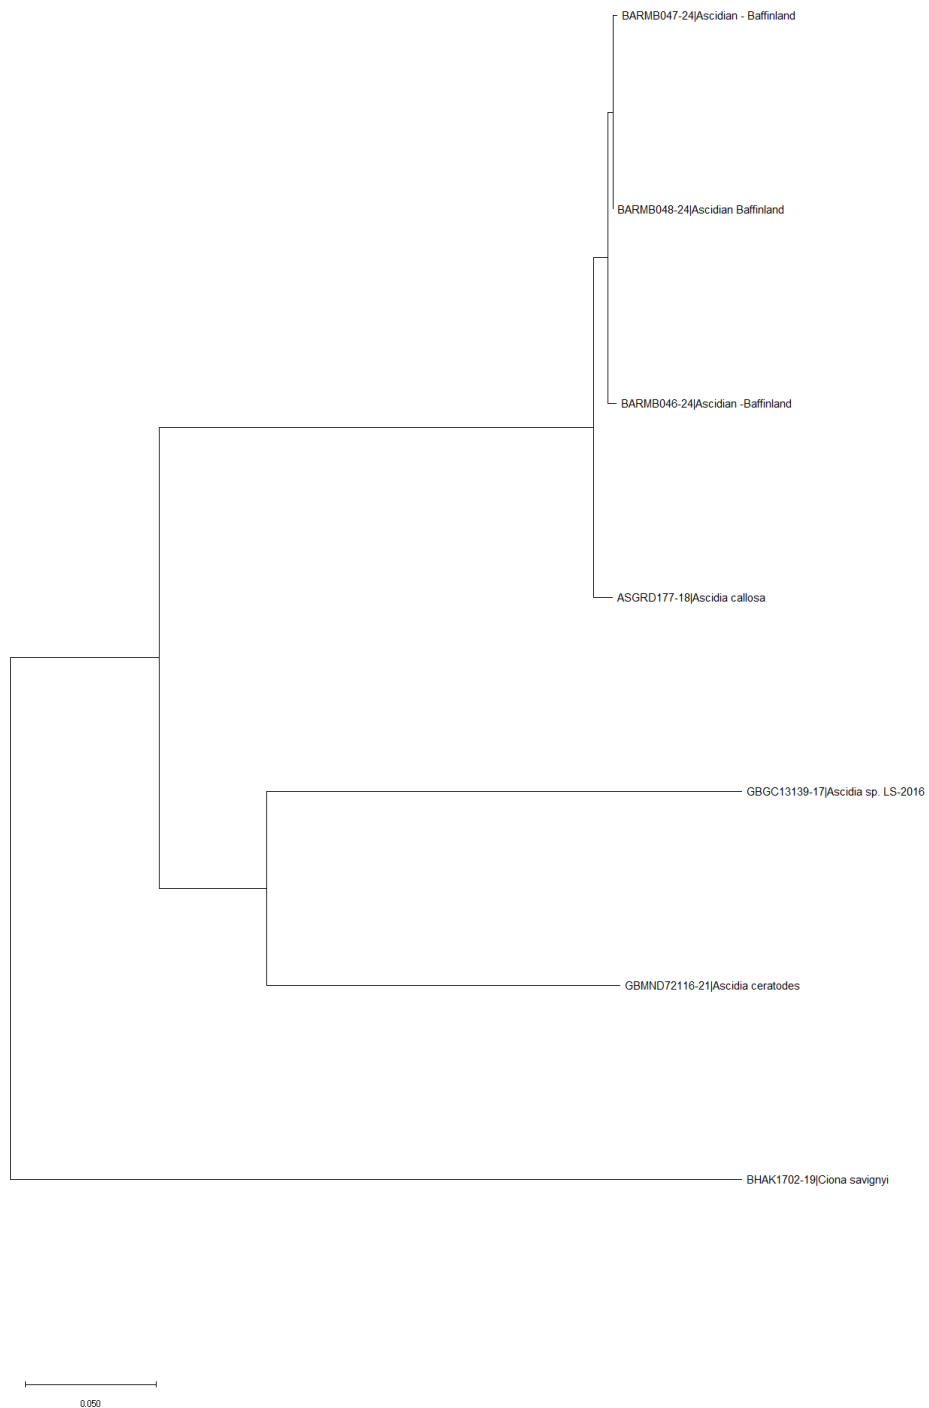 BARMB047-24|Ascidian - Baffinland
BARMB048-24|Ascidian Baffinland
BARMB046-24|Ascidian -Baffinland
ASGRD177-18|Ascidia callosa
GBGC13139-17|Ascidia sp. LS-2016
GBMND72116-21|Ascidia ceratodes
BHAK1702-19|Ciona savignyi
0.050